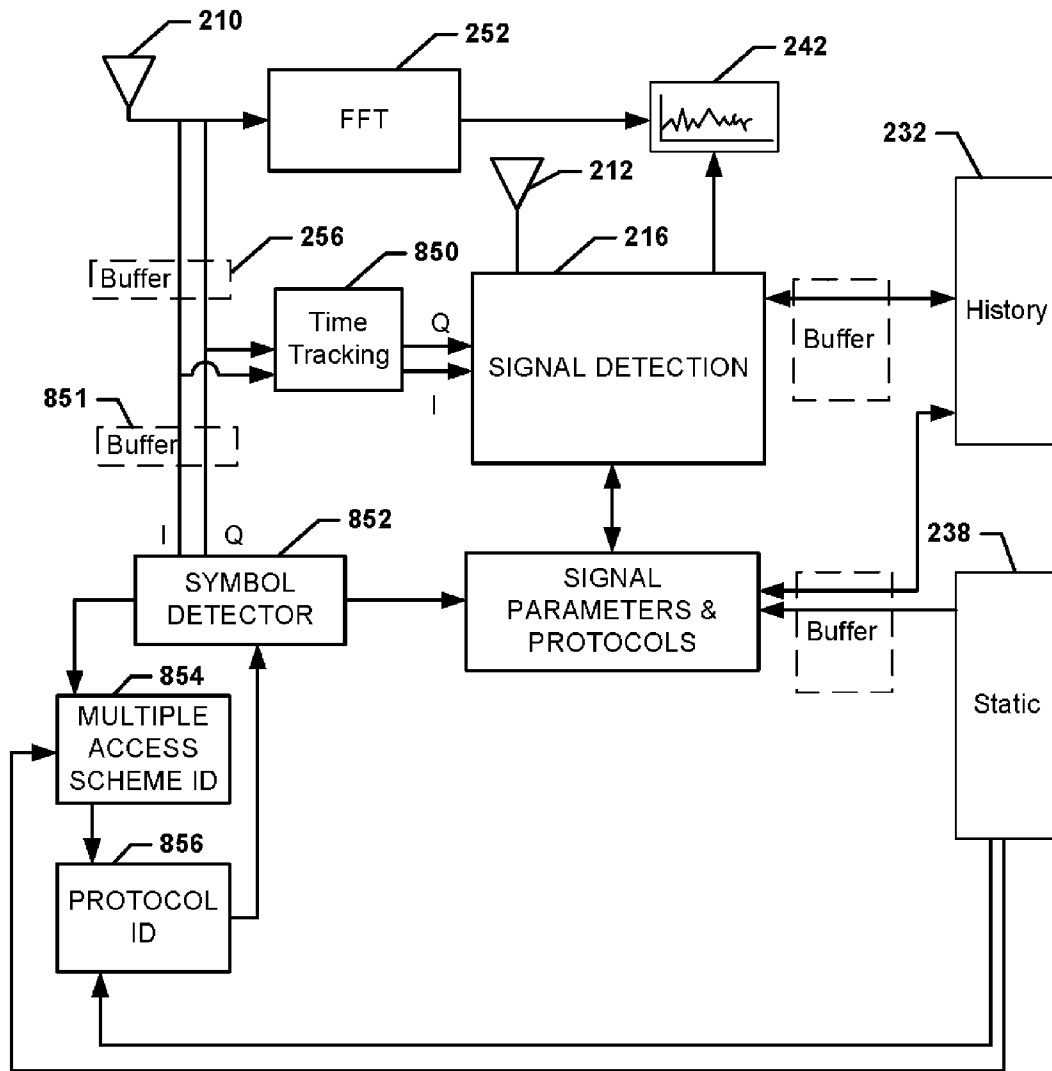 210
252
242
FFT
232
212
256
850
216
Buffer
Time
Tracking
Q
I
SIGNAL DETECTION
Buffer
History
851
Buffer
I
Q
852
238
SYMBOL
DETECTOR
SIGNAL
PARAMETERS &
PROTOCOLS
Buffer
854
MULTIPLE
ACCESS
SCHEME ID
Static
856
PROTOCOL
ID